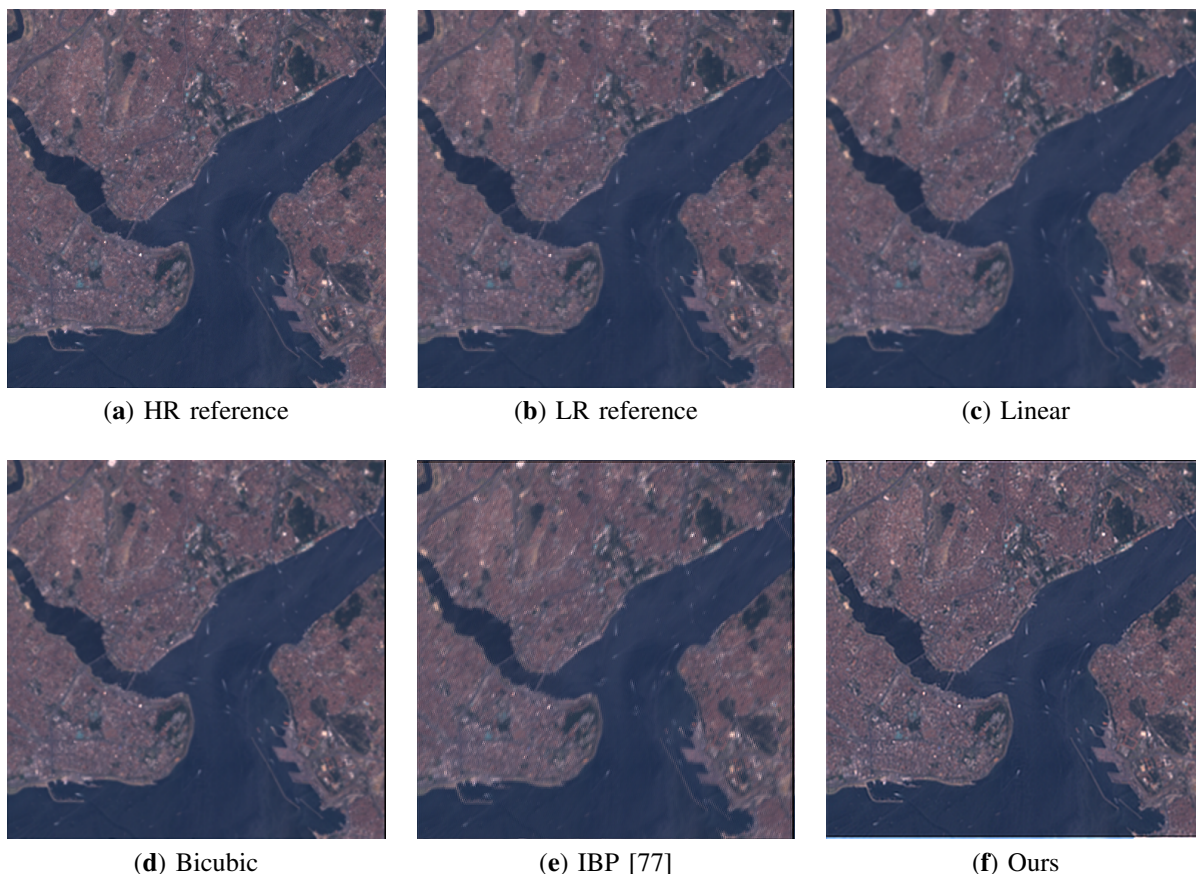 (a) HR reference
(b) LR reference
(c) Linear
(d) Bicubic
(e) IBP [77]
(f) Ours